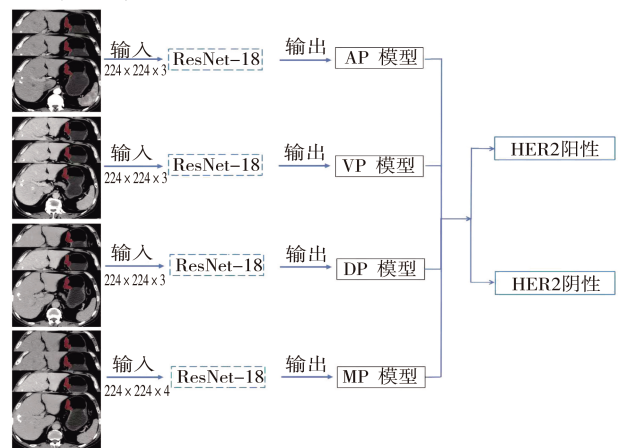 输入
224×224×3
ResNet-18
输出
AP 模型
输入
224×224×3
ResNet-18
输出
VP 模型
HER2阳性
输入
224×224×3
ResNet-18
输出
DP 模型
HER2阴性
输入
224×224×4
ResNet-18
输出
MP 模型